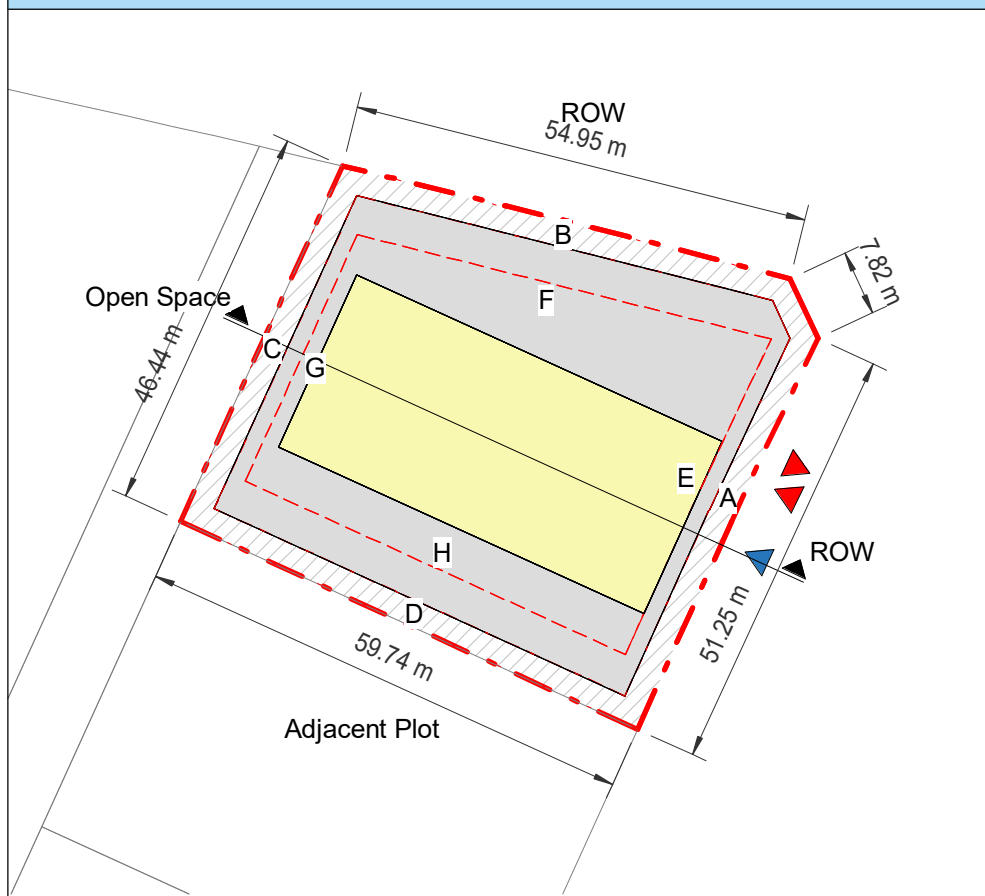 ROW
54.95 m
B
7.82 m
Open Space
F
46.44 m
C
G
E
A
ROW
H
51.25 m
D
59.74 m
Adjacent Plot